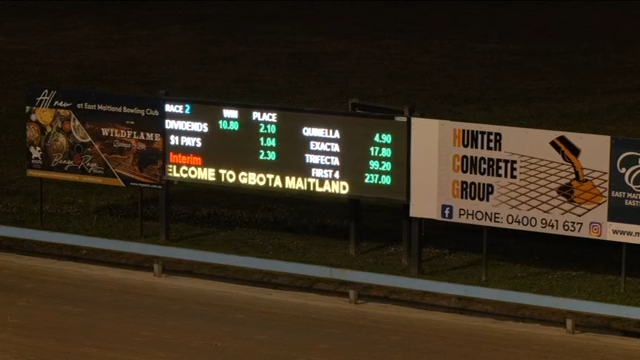 All new at East Maitland Bowling Club
WILDFLAME
RACE 2 WIN PLACE
DIVIDENDS 10.80 2.10 QUINELLA 4.90
$1 PAYS 1.04 EXACTA 17.80
Interim 2.30 TRIFECTA 99.20
FIRST 4 237.00
ELCOME TO GBOTA MAITLAND
HUNTER
CONCRETE
GROUP
PHONE: 0400 941 637